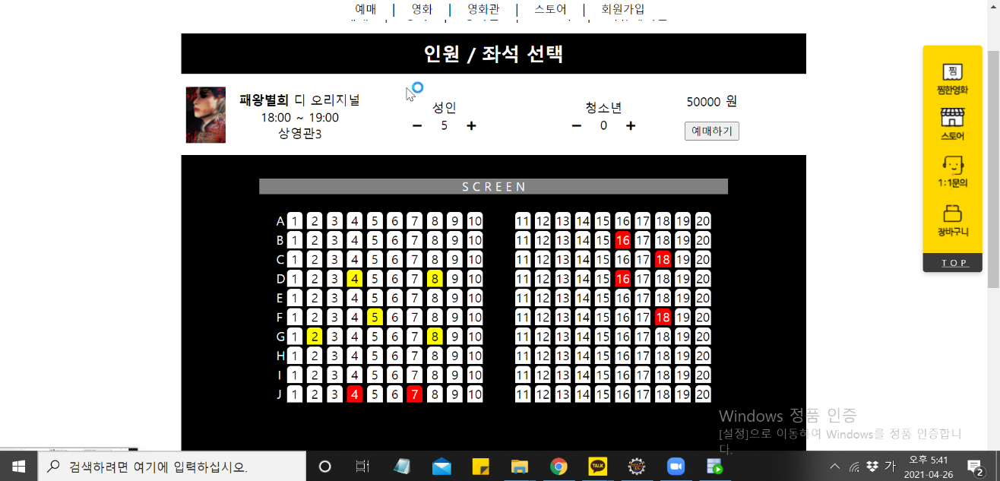 예매 | 영화 | 영화관 | 스토어 | 회원가입
인원 / 좌석 선택
패왕별희 디 오리지널
18:00 ~ 19:00
상영관3
성인
− 5 +
청소년
− 0 +
50000 원
예매하기
찜
찜한영화
스토어
1:1문의
장바구니
TOP
SCREEN
A 1 2 3 4 5 6 7 8 9 10 11 12 13 14 15 16 17 18 19 20
B 1 2 3 4 5 6 7 8 9 10 11 12 13 14 15 16 17 18 19 20
C 1 2 3 4 5 6 7 8 9 10 11 12 13 14 15 16 17 18 19 20
D 1 2 3 4 5 6 7 8 9 10 11 12 13 14 15 16 17 18 19 20
E 1 2 3 4 5 6 7 8 9 10 11 12 13 14 15 16 17 18 19 20
F 1 2 3 4 5 6 7 8 9 10 11 12 13 14 15 16 17 18 19 20
G 1 2 3 4 5 6 7 8 9 10 11 12 13 14 15 16 17 18 19 20
H 1 2 3 4 5 6 7 8 9 10 11 12 13 14 15 16 17 18 19 20
I 1 2 3 4 5 6 7 8 9 10 11 12 13 14 15 16 17 18 19 20
J 1 2 3 4 5 6 7 8 9 10 11 12 13 14 15 16 17 18 19 20
Windows 정품 인증
[설정]으로 이동하여 Windows를 정품 인증합니
다.
검색하려면 여기에 입력하십시오.
TALK
가
오후 5:41
2021-04-26
2